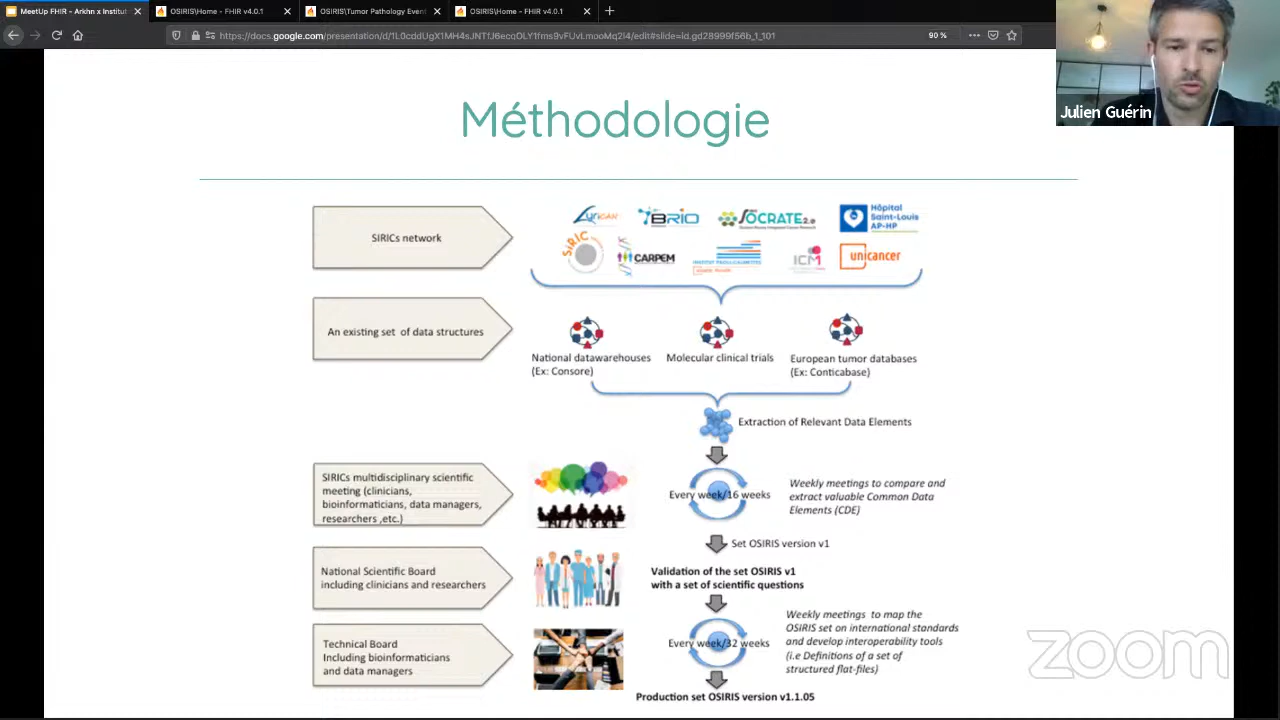 MeetUP FHIR - Arkhn x Institut
OSIRIS\Home - FHIR v4.0.1
OSIRIS\Tumor Pathology Event
OSIRIS\Home - FHIR v4.0.1
90 %
Julien Guérin
Méthodologie
SIRICs network
BRIO
SOCRATE 2.0
Hôpital
Saint-Louis
AP-HP
SIRIC
CARPEM
ICM
unicancer
An existing set of data structures
National datawarehouses
(Ex: Consore)
Molecular clinical trials
European tumor databases
(Ex: Conticabase)
Extraction of Relevant Data Elements
SIRICs multidisciplinary scientific
meeting (clinicians,
bioinformaticians, data managers,
researchers ,etc.)
Every week/16 weeks
Weekly meetings to compare and
extract valuable Common Data
Elements (CDE)
Set OSIRIS version v1
National Scientific Board
including clinicians and researchers
Validation of the set OSIRIS v1
with a set of scientific questions
Technical Board
Including bioinformaticians
and data managers
Every week/32 weeks
Weekly meetings to map the
OSIRIS set on international standards
and develop interoperability tools
(i.e Definitions of a set of
structured flat-files)
Production set OSIRIS version v1.1.05
zoom